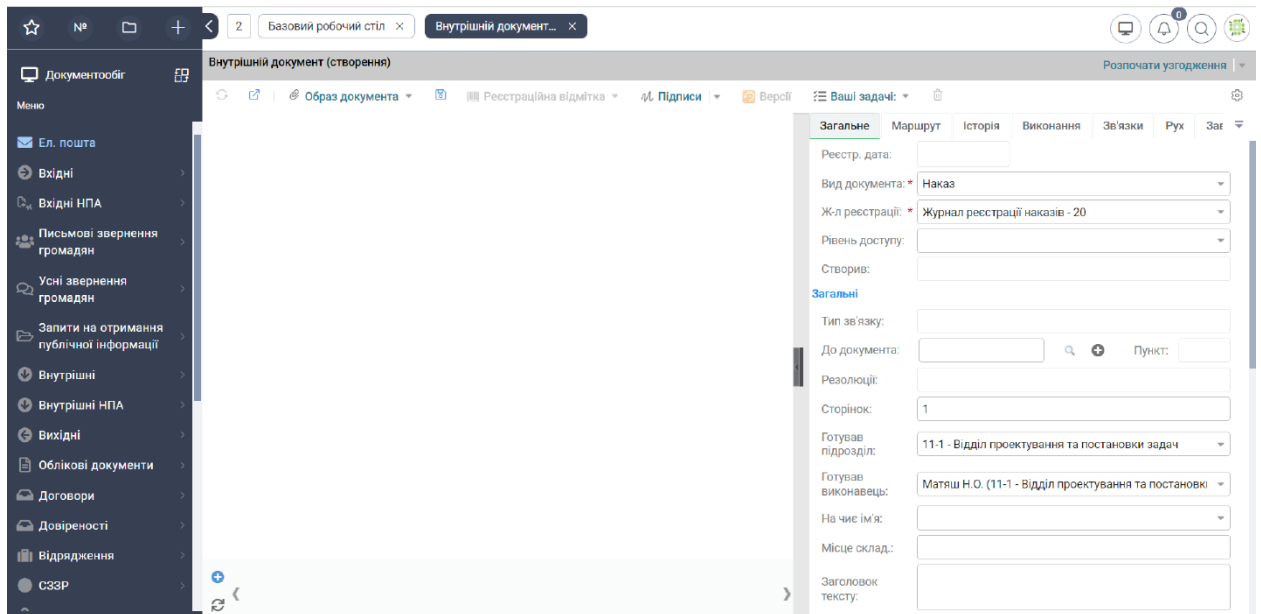 № 2 Базовий робочий стіл × Внутрішній документ... × 0
Документообіг
Меню
Ел. пошта
Вхідні
Вхідні НПА
Письмові звернення
громадян
Усні звернення
громадян
Запити на отримання
публічної інформації
Внутрішні
Внутрішні НПА
Вихідні
Облікові документи
Договори
Довіреності
Відрядження
СЗЗР
Внутрішній документ (створення) Розпочати узгодження
Образ документа Реєстраційна відмітка Підписи Версії Ваші задачі:
Загальне Маршрут Історія Виконання Зв'язки Рух Заг
Реєстр. дата:
Вид документа: * Наказ
Ж-л реєстрації: * Журнал реєстрації наказів - 20
Рівень доступу:
Створив:
Загальні
Тип зв'язку:
До документа: Пункт:
Резолюції:
Сторінок: 1
Готував
підрозділ:
11-1 - Відділ проектування та постановки задач
Готував
виконавець:
Матяш Н.О. (11-1 - Відділ проектування та постановкі
На чиє ім'я:
Місце склад.:
Заголовок
тексту: